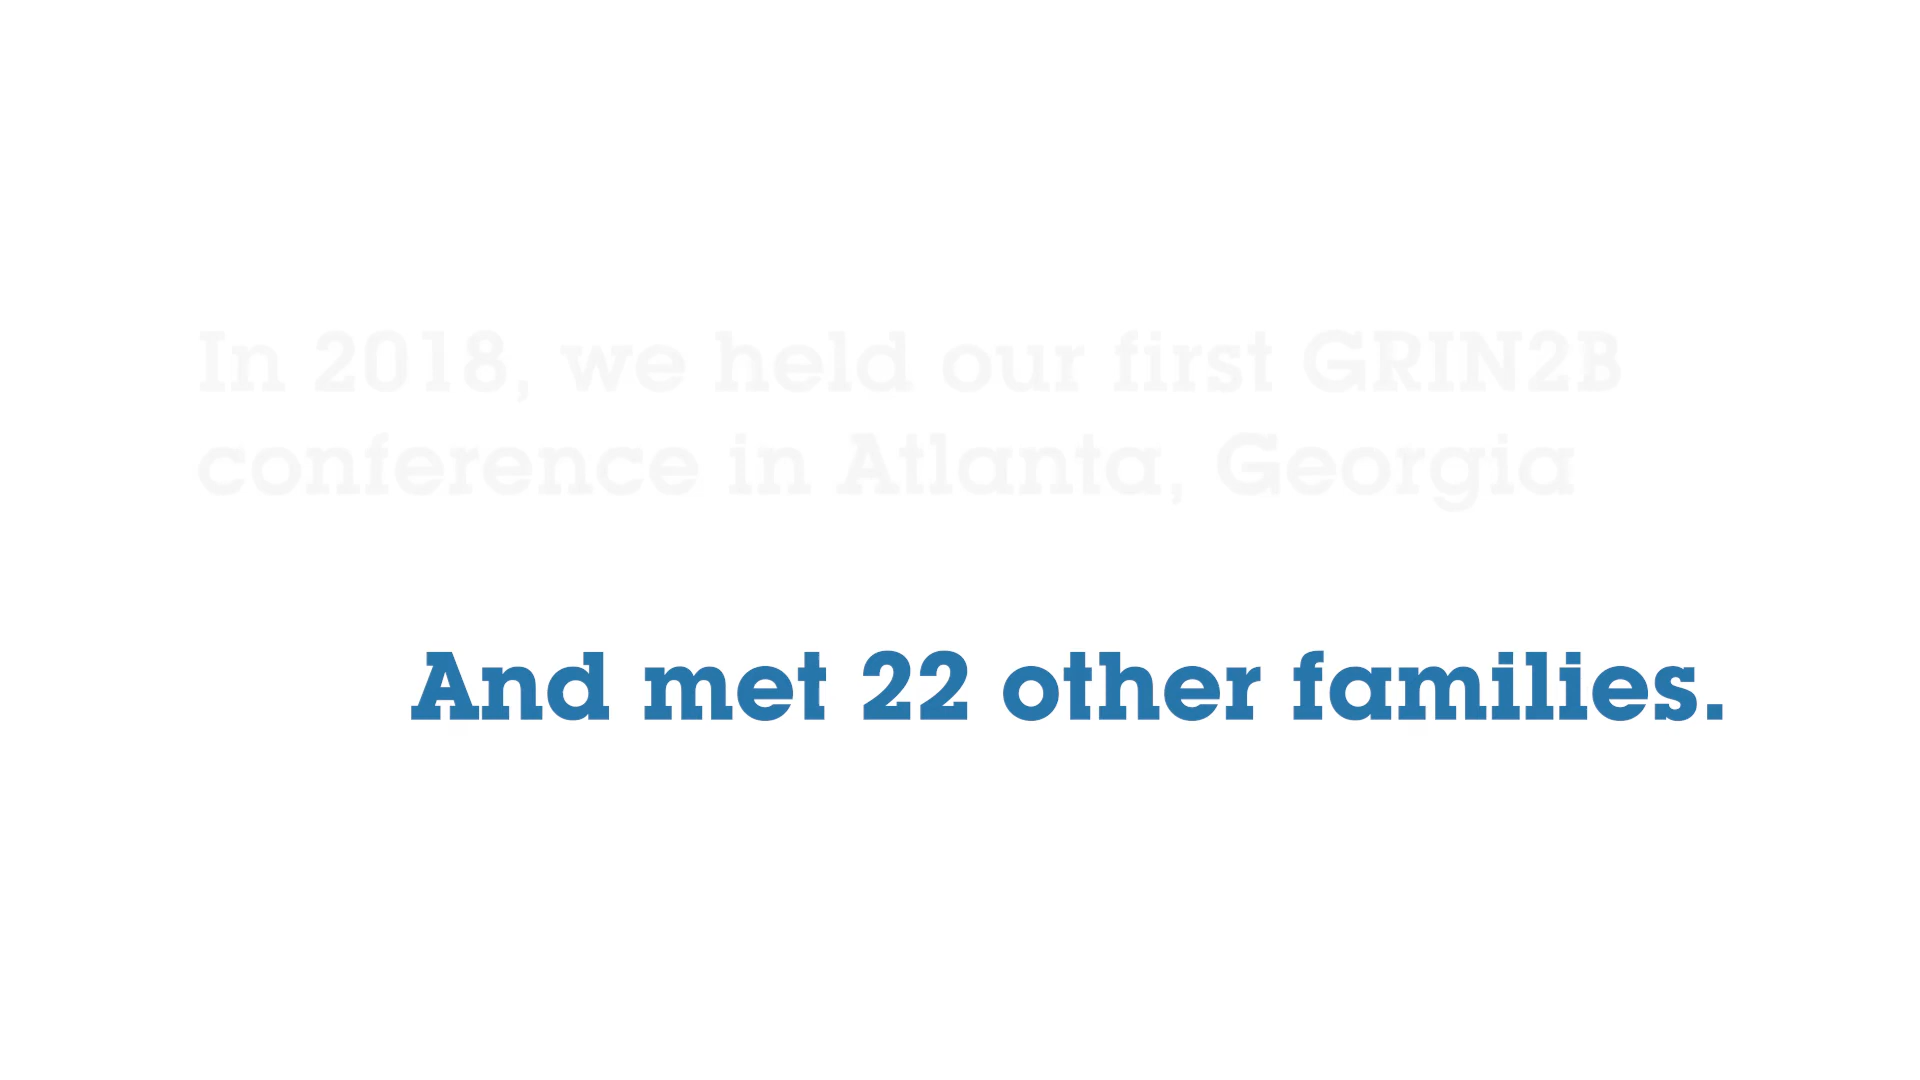 In 2018, we held our first GRIN2B
conference in Atlanta, Georgia
And met 22 other families.